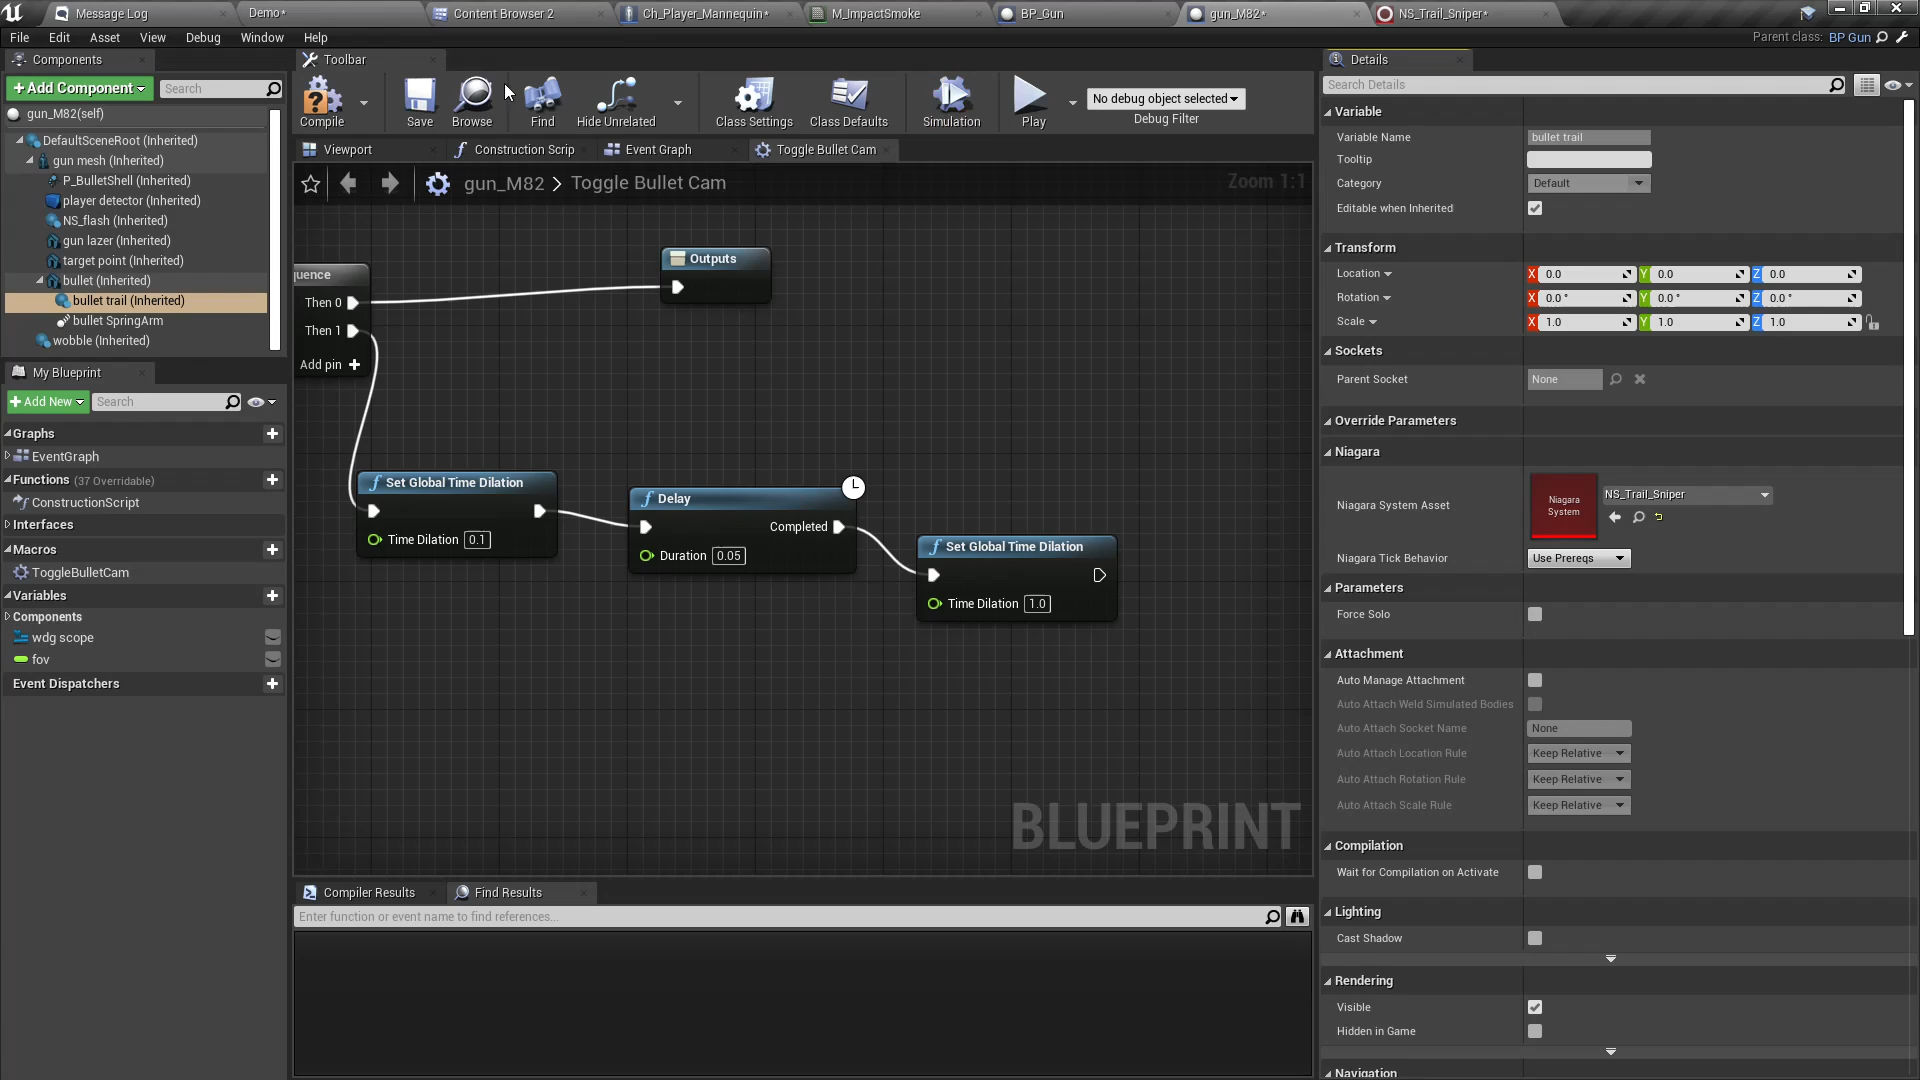 Message Log
Demo*
Content Browser 2
Ch_Player_Mannequin*
M_ImpactSmoke
BP_Gun
gun_M82*
NS_Trail_Sniper*
File Edit Asset View Debug Window Help
Parent class: BP Gun
Components
+Add Component
Search
gun_M82(self)
DefaultSceneRoot (Inherited)
gun mesh (Inherited)
P_BulletShell (Inherited)
player detector (Inherited)
NS_flash (Inherited)
gun lazer (Inherited)
target point (Inherited)
bullet (Inherited)
bullet trail (Inherited)
bullet SpringArm
wobble (Inherited)
My Blueprint
+Add New
Search
Graphs
EventGraph
Functions (37 Overridable)
ConstructionScript
Interfaces
Macros
ToggleBulletCam
Variables
Components
wdg scope
fov
Event Dispatchers
Toolbar
Compile
Save
Browse
Find
Hide Unrelated
Class Settings
Class Defaults
Simulation
Play
No debug object selected
Debug Filter
Viewport
Construction Scrip
Event Graph
Toggle Bullet Cam
gun_M82 > Toggle Bullet Cam
Zoom 1:1
quence
Then 0
Then 1
Add pin +
Outputs
Set Global Time Dilation
Time Dilation 0.1
Delay
Completed
Duration 0.05
Set Global Time Dilation
Time Dilation 1.0
BLUEPRINT
Compiler Results
Find Results
Enter function or event name to find references...
Details
Search Details
Variable
Variable Name bullet trail
Tooltip
Category Default
Editable when Inherited
Transform
Location X 0.0 Y 0.0 Z 0.0
Rotation X 0.0 ° Y 0.0 ° Z 0.0 °
Scale X 1.0 Y 1.0 Z 1.0
Sockets
Parent Socket None
Override Parameters
Niagara
Niagara System Asset
Niagara
System
NS_Trail_Sniper
Niagara Tick Behavior Use Prereqs
Parameters
Force Solo
Attachment
Auto Manage Attachment
Auto Attach Weld Simulated Bodies
Auto Attach Socket Name None
Auto Attach Location Rule Keep Relative
Auto Attach Rotation Rule Keep Relative
Auto Attach Scale Rule Keep Relative
Compilation
Wait for Compilation on Activate
Lighting
Cast Shadow
Rendering
Visible
Hidden in Game
Navigation